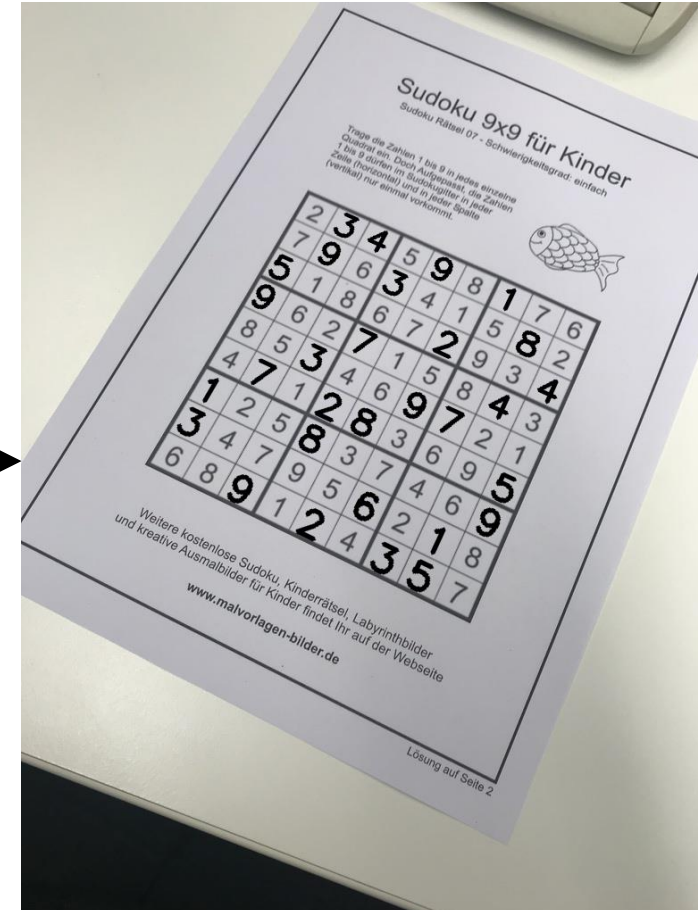 Sudoku 9x9 für Kinder
Sudoku Rätsel 07 - Schwierigkeitsgrad: einfach
Trage die Zahlen 1 bis 9 in jedes einzelne
Quadrat ein. Doch Aufgepasst, die Zahlen
1 bis 9 dürfen im Sudokugitter in jeder
Zeile (horizontal) und in jeder Spalte
(vertikal) nur einmal vorkommt.
2 3 4 5 9 8 1 7 6
7 9 6 3 4 1 5 8 2
5 1 8 6 7 2 9 3 4
9 6 2 7 1 5 8 4 3
8 5 3 4 6 9 7 2 1
4 7 1 2 8 3 6 9 5
1 2 5 8 3 7 4 6 9
3 4 7 9 5 6 2 1 8
6 8 9 1 2 4 3 5 7
Weitere kostenlose Sudoku, Kinderrätsel, Labyrinthbilder
und kreative Ausmalbilder für Kinder findet Ihr auf der Webseite
www.malvorlagen-bilder.de
Lösung auf Seite 2